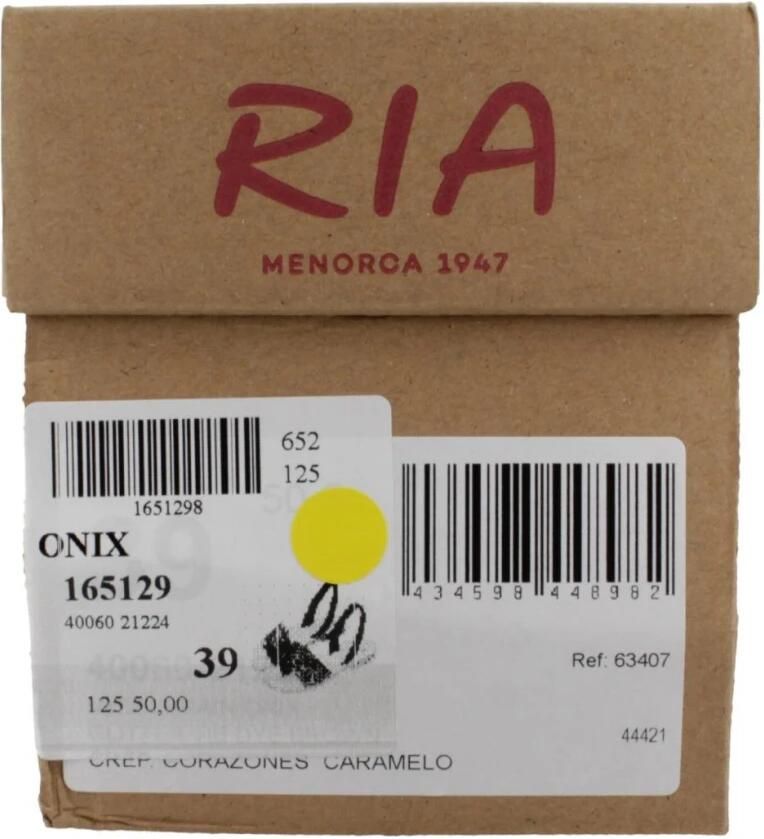 RIA
MENORCA 1947
652
125
1651298
ONIX
165129
40060 21224
39
125 50,00
434598 448982
Ref: 63407
44421
CREP. CORAZONES CARAMELO